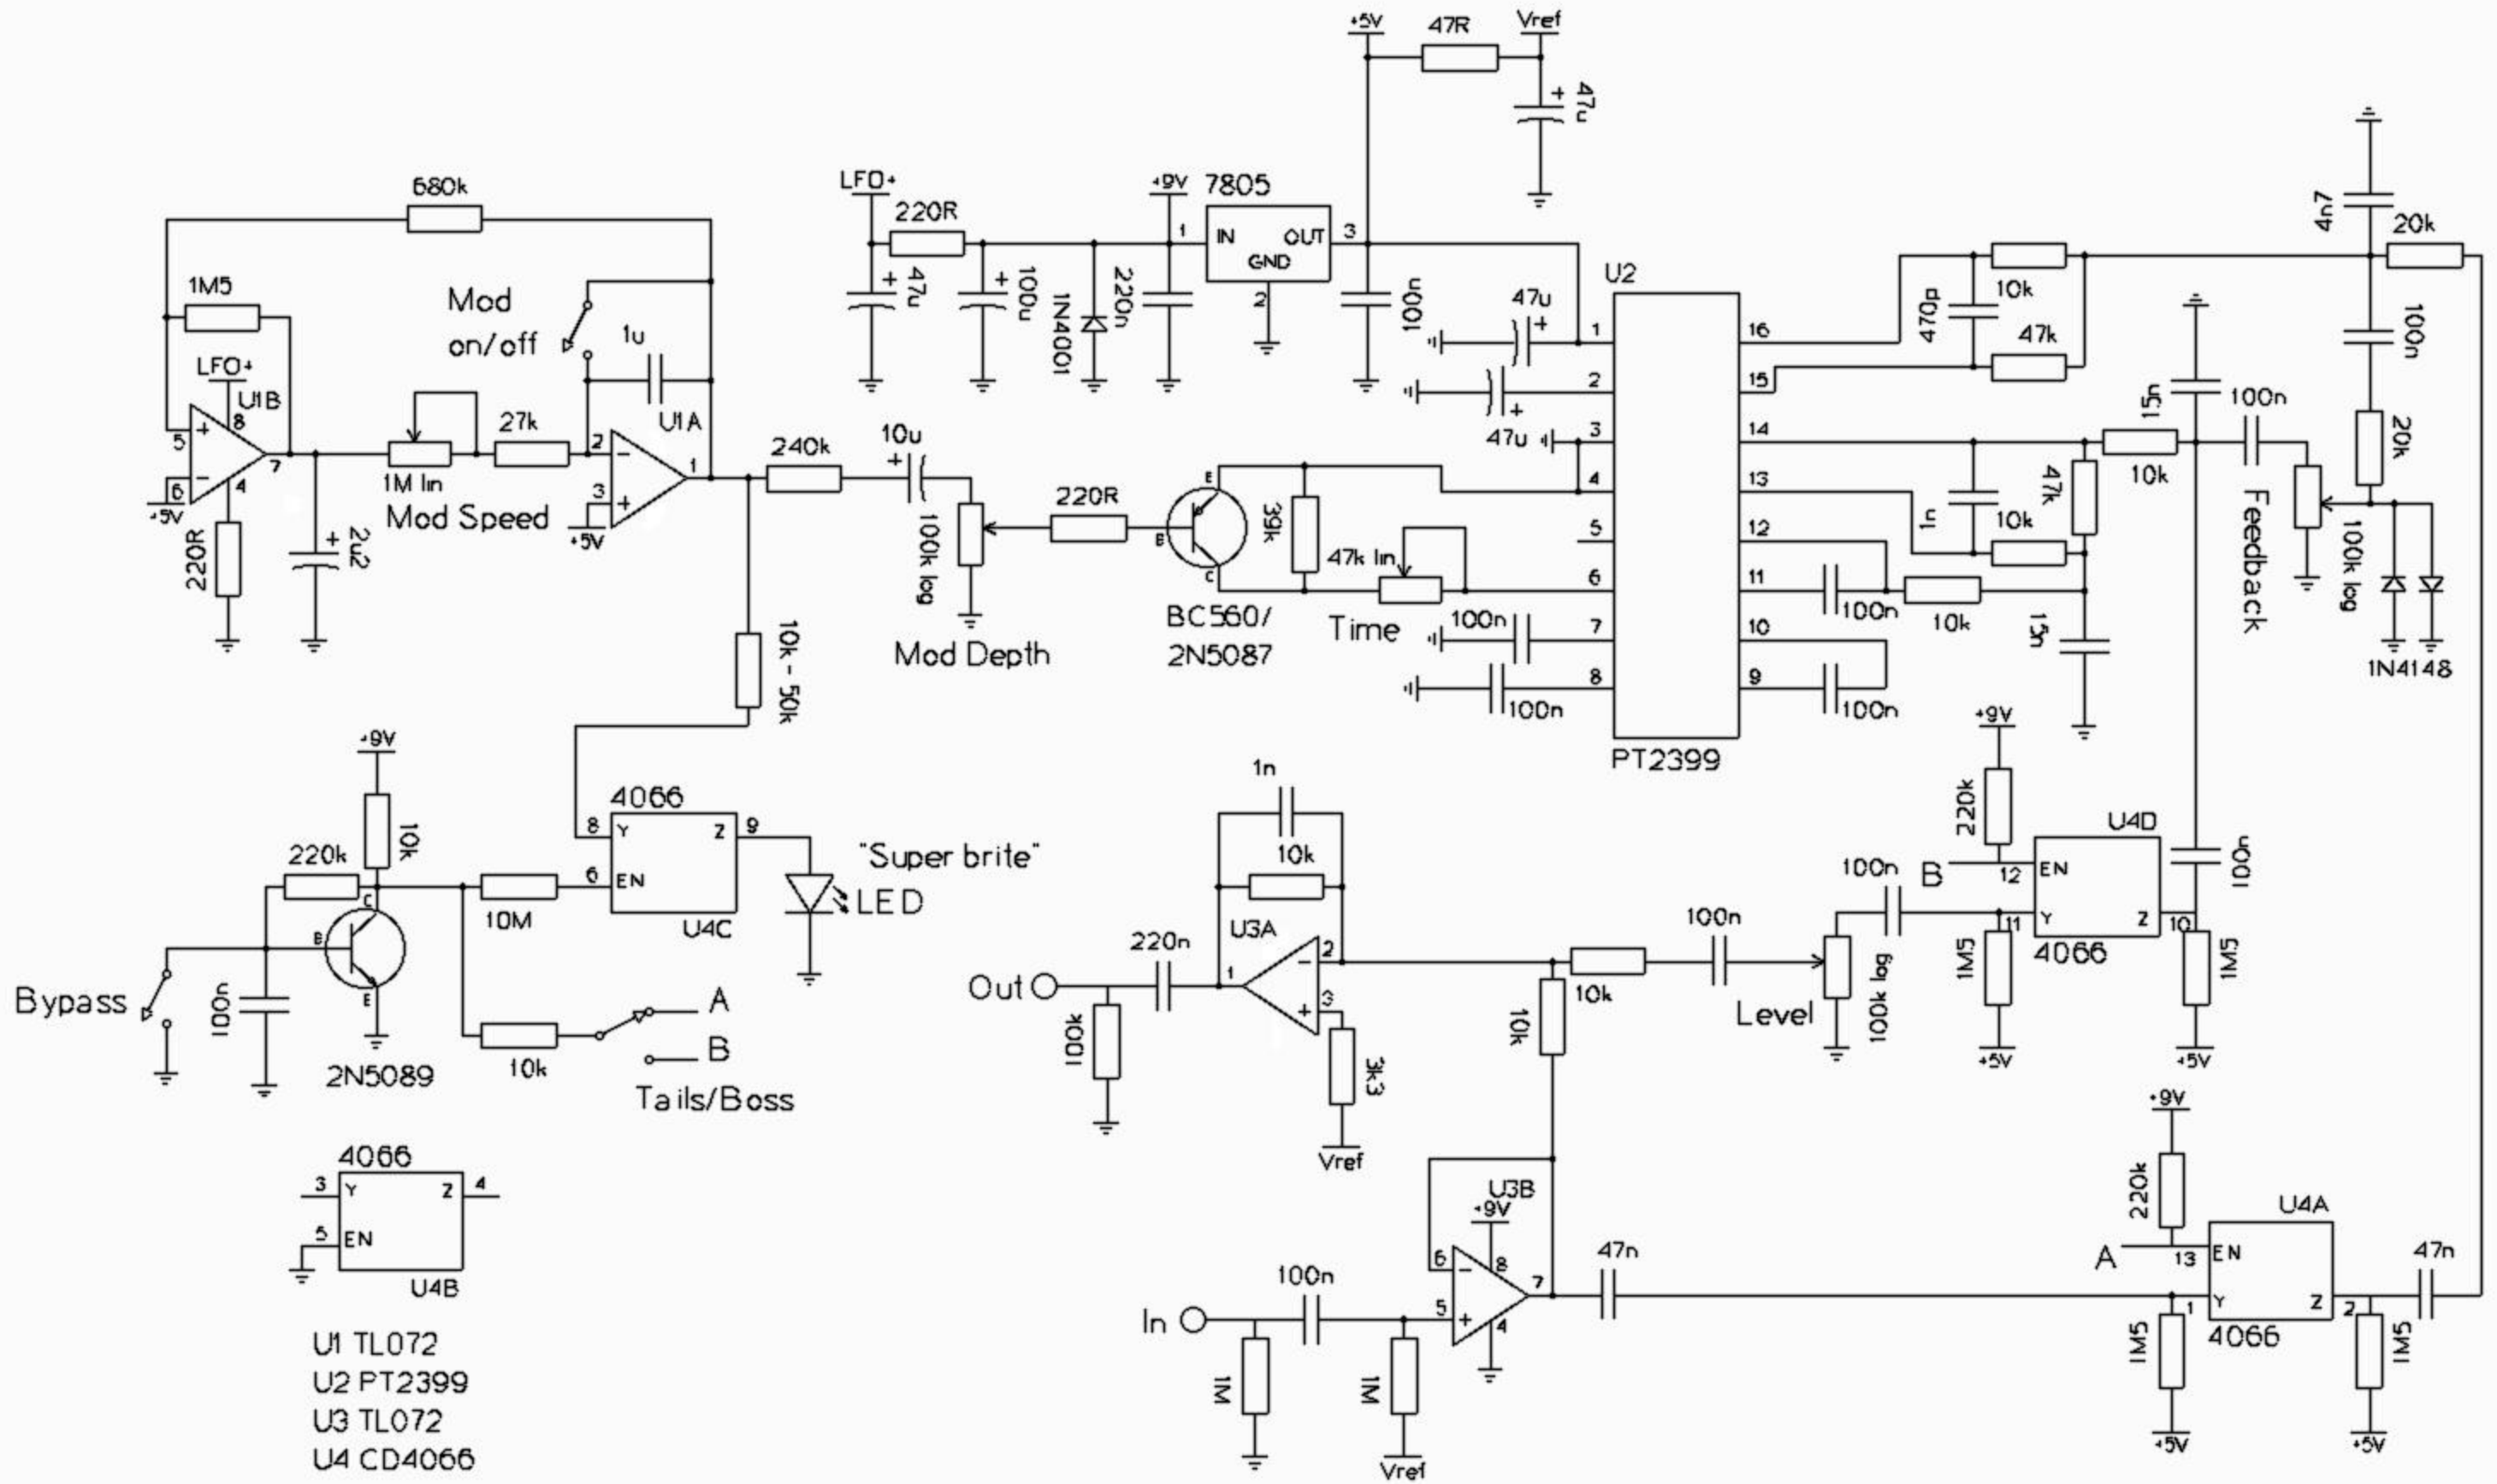 +5V
47R
Vref
47u
680k
LFO+
220R
+9V
7805
1
IN
OUT
3
GND
2
47u
100u
1N4001
220n
100n
1M5
Mod
on/off
1u
LFO+
U1B
8
5
+
-
6
4
7
+5V
220R
2u2
1M lin
Mod Speed
27k
U1A
2
-
3
+
1
+5V
240k
10u
100k log
Mod Depth
220R
E
B
C
BC560/
2N5087
39k
47k lin
Time
U2
47u
47u
100n
100n
1
2
3
4
5
6
7
8
16
15
14
13
12
11
10
9
PT2399
470p
10k
47k
4n7
20k
100n
20k
15n
100n
10k
47k
1n
10k
100n
10k
15n
100n
Feedback
100k log
1N4148
10k - 50k
+9V
10k
220k
C
B
E
10M
4066
8
Y
Z
9
6
EN
U4C
"Super brite"
LED
Bypass
100n
2N5089
10k
A
B
Tails/Boss
4066
3
Y
Z
4
5
EN
U4B
U1 TL072
U2 PT2399
U3 TL072
U4 CD4066
1n
10k
U3A
220n
Out
1
2
-
3
+
100k
3k3
Vref
10k
100n
10k
Level
100k log
100n
+9V
220k
B
12
EN
U4D
11
Y
Z
10
4066
100n
1M5
1M5
+5V
+5V
U3B
+9V
6
-
8
5
+
4
7
In
100n
1M
1M
Vref
47n
+9V
220k
A
13
EN
U4A
1
Y
Z
2
4066
47n
1M5
1M5
+5V
+5V